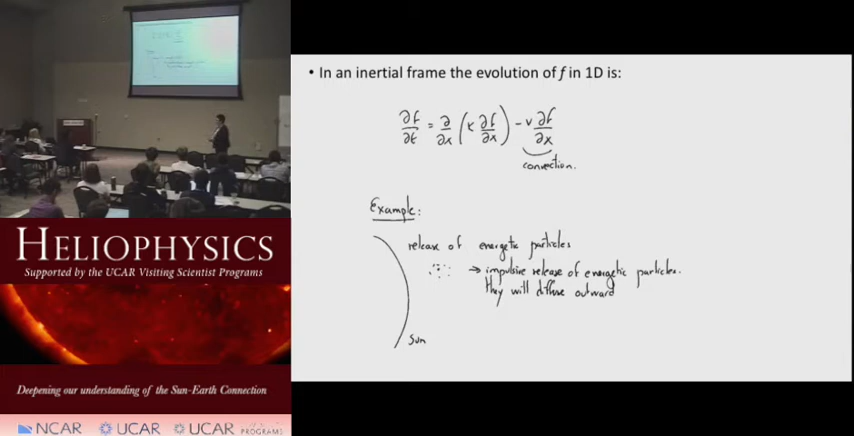 • In an inertial frame the evolution of f in 1D is:
∂f/∂t = ∂/∂x (κ ∂f/∂x) - v ∂f/∂x
convection.
Example:
release of energetic particles
→ impulsive release of energetic particles.
they will diffuse outward
Sun
HELIOPHYSICS
Supported by the UCAR Visiting Scientist Programs
Deepening our understanding of the Sun-Earth Connection
NCAR UCAR UCAR PROGRAMS